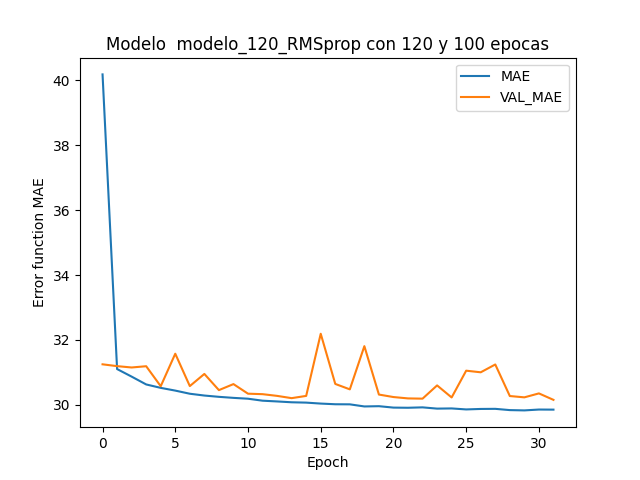 Modelo  modelo_120_RMSprop con 120 y 100 epocas
MAE
VAL_MAE
Error function MAE
40
38
36
34
32
30
0 5 10 15 20 25 30
Epoch